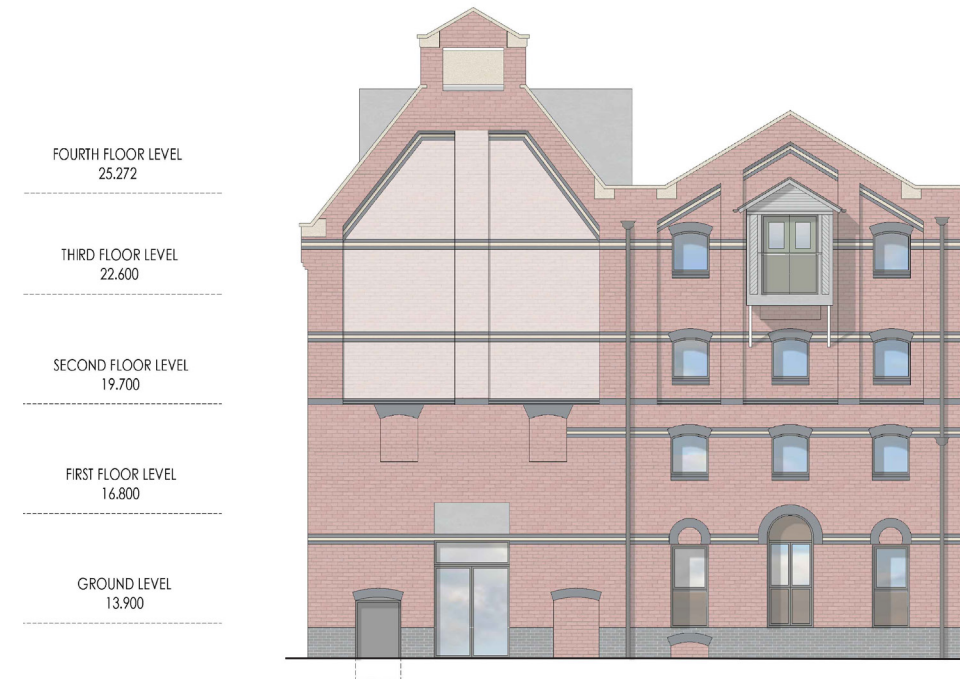 FOURTH FLOOR LEVEL
25.272
THIRD FLOOR LEVEL
22.600
SECOND FLOOR LEVEL
19.700
FIRST FLOOR LEVEL
16.800
GROUND LEVEL
13.900